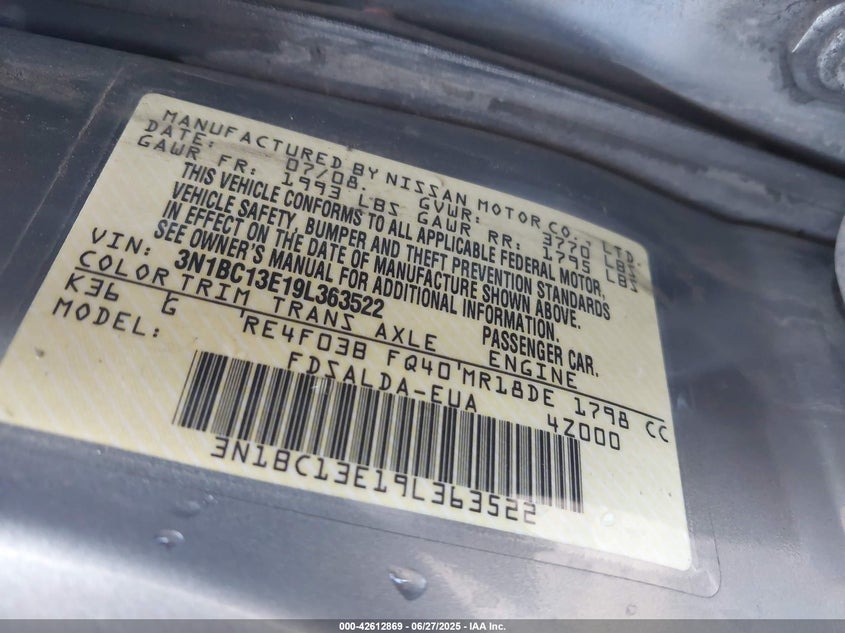 MANUFACTURED BY NISSAN MOTOR CO., LTD.
DATE: 07/08. GVWR: 3770 LBS
GAWR FR: 1993 LBS GAWR RR: 1795 LBS
THIS VEHICLE CONFORMS TO ALL APPLICABLE FEDERAL MOTOR
VEHICLE SAFETY, BUMPER AND THEFT PREVENTION STANDARDS
IN EFFECT ON THE DATE OF MANUFACTURE SHOWN ABOVE.
SEE OWNER'S MANUAL FOR ADDITIONAL INFORMATION.
VIN: 3N1BC13E19L363522 PASSENGER CAR.
COLOR TRIM TRANS AXLE ENGINE
K36 G RE4F03B FQ40 MR18DE 1798 CC
MODEL: FDSALDA-EUA 4Z000
3N1BC13E19L363522
000-42612869 | 06/27/2025 - IAA Inc.